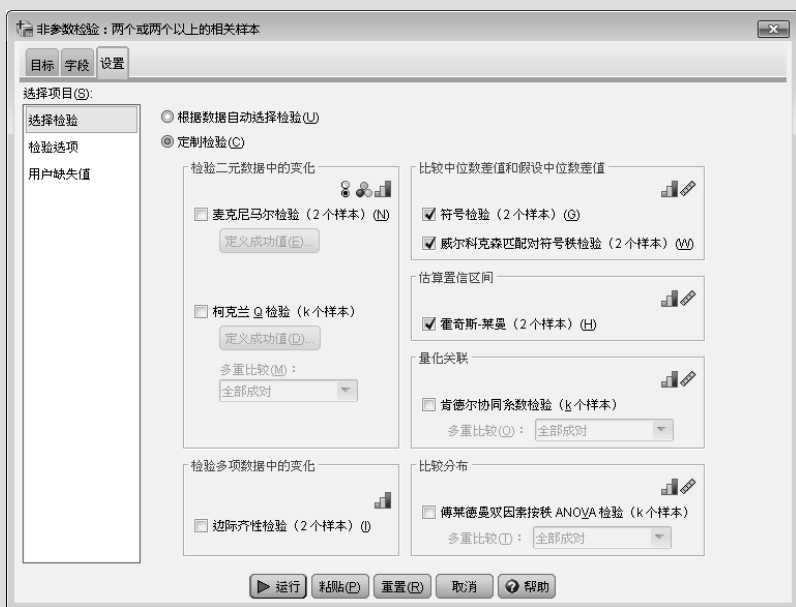 非参数检验：两个或两个以上的相关样本
目标 字段 设置
选择项目(S):
选择检验
检验选项
用户缺失值
根据数据自动选择检验(U)
定制检验(C)
检验二元数据中的变化
麦克尼马尔检验（2个样本）(N)
定义成功值(E)...
柯克兰 Q 检验（k个样本）
定义成功值(D)...
多重比较(M)：
全部成对
检验多项数据中的变化
边际齐性检验（2个样本）(I)
比较中位数差值和假设中位数差值
符号检验（2个样本）(G)
威尔科克森匹配对符号秩检验（2个样本）(W)
估算置信区间
霍奇斯-莱曼（2个样本）(H)
量化关联
肯德尔协同系数检验（k个样本）
多重比较(O)： 全部成对
比较分布
傅莱德曼双因素按秩 ANOVA 检验（k个样本）
多重比较(T)： 全部成对
运行 粘贴(P) 重置(R) 取消 帮助